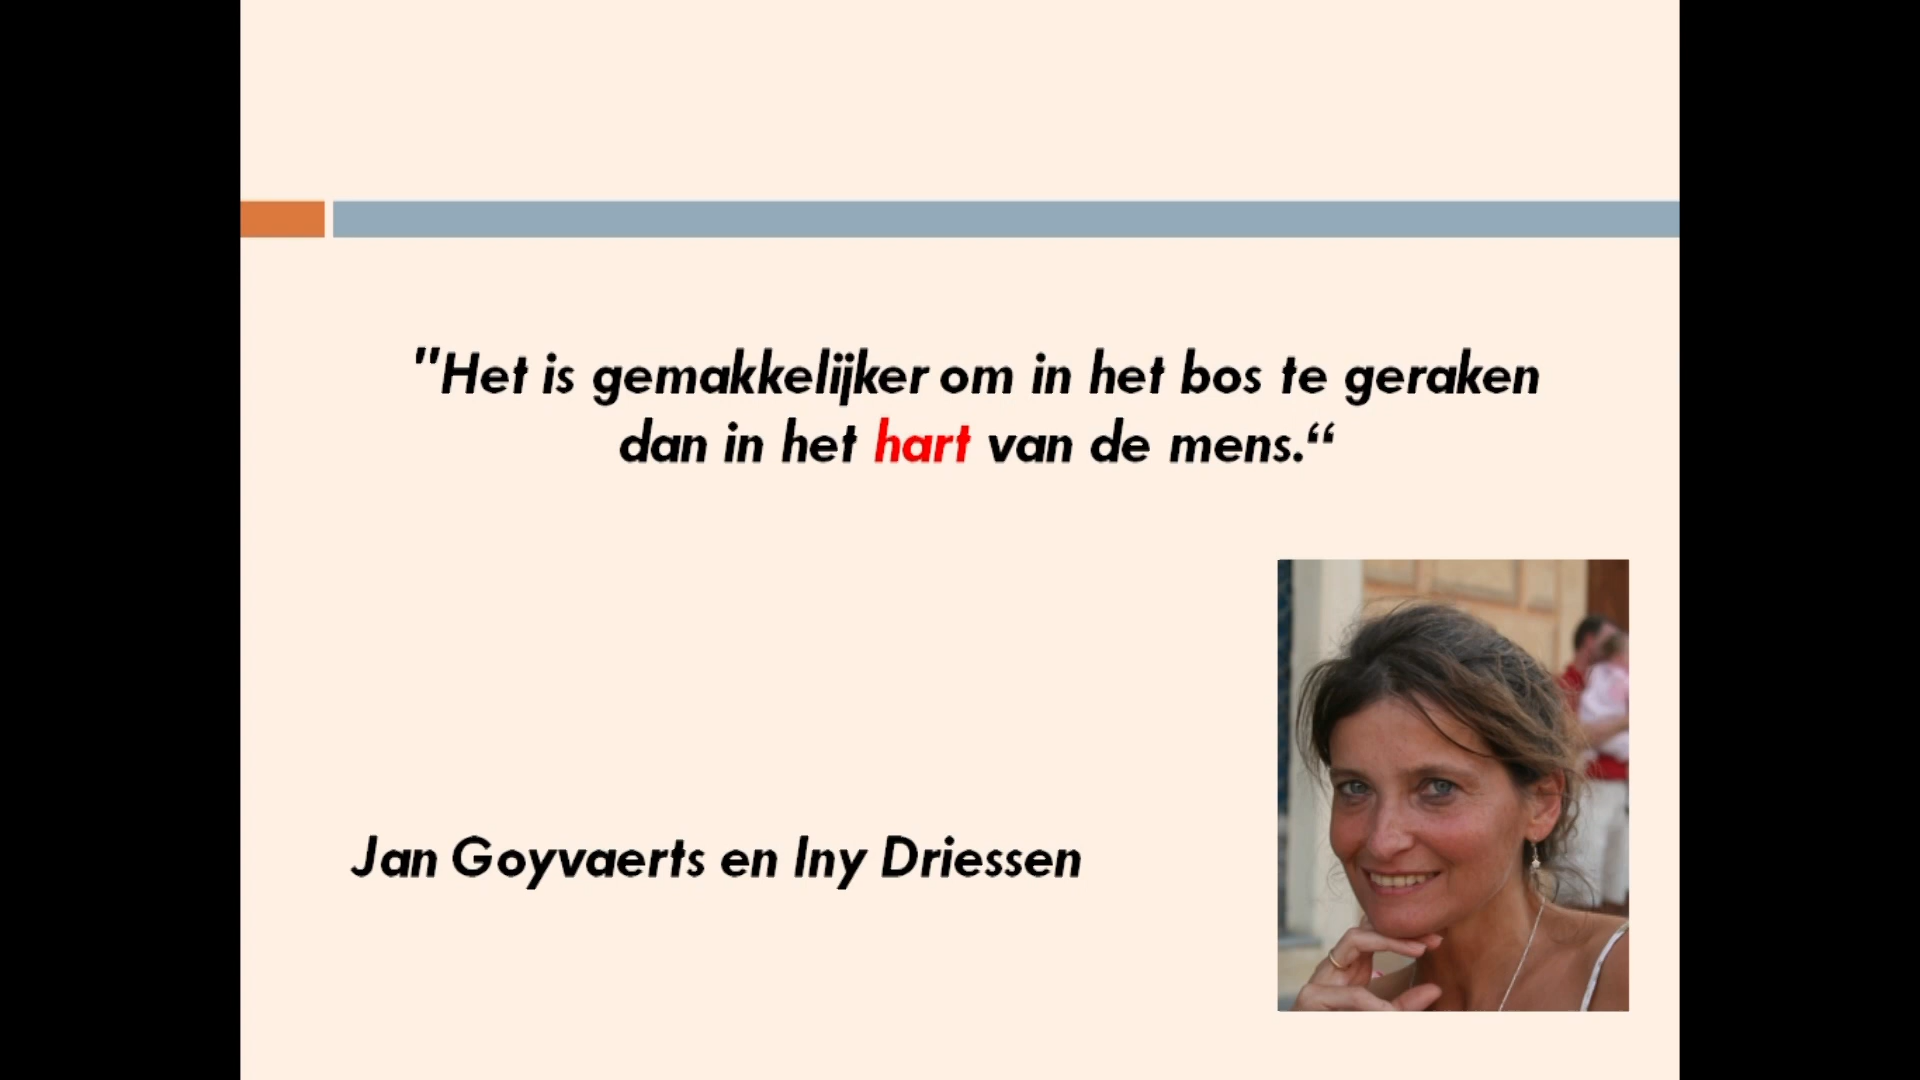 "Het is gemakkelijker om in het bos te geraken
dan in het hart van de mens.“
Jan Goyvaerts en Iny Driessen